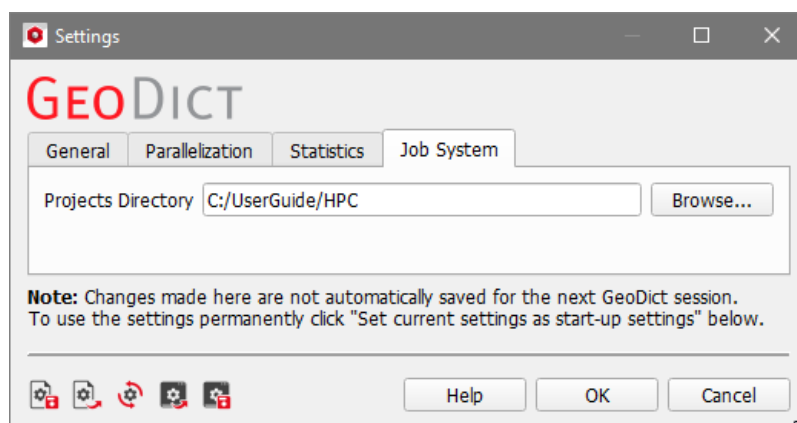 Settings
GEODICT
General Parallelization Statistics Job System
Projects Directory C:/UserGuide/HPC Browse...
Note: Changes made here are not automatically saved for the next GeoDict session.
To use the settings permanently click "Set current settings as start-up settings" below.
Help OK Cancel